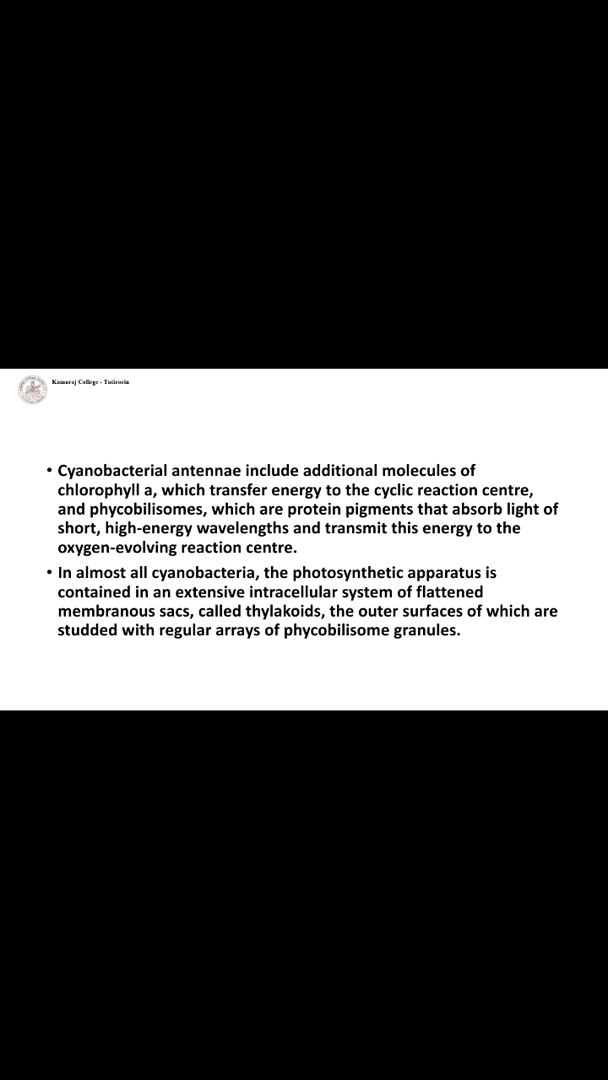 Kamaraj College - Tuticorin
• Cyanobacterial antennae include additional molecules of
chlorophyll a, which transfer energy to the cyclic reaction centre,
and phycobilisomes, which are protein pigments that absorb light of
short, high-energy wavelengths and transmit this energy to the
oxygen-evolving reaction centre.
• In almost all cyanobacteria, the photosynthetic apparatus is
contained in an extensive intracellular system of flattened
membranous sacs, called thylakoids, the outer surfaces of which are
studded with regular arrays of phycobilisome granules.